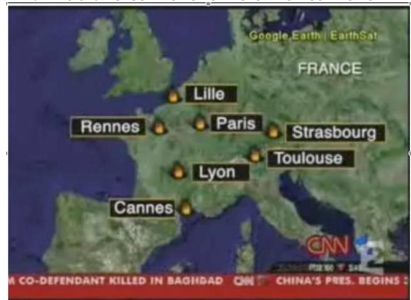 Google Earth | EarthSat
FRANCE
Lille
Rennes
Paris
Strasbourg
Toulouse
Lyon
Cannes
CNN
M CO-DEFENDANT KILLED IN BAGHDAD CNN CHINA'S PRES. BEGINS